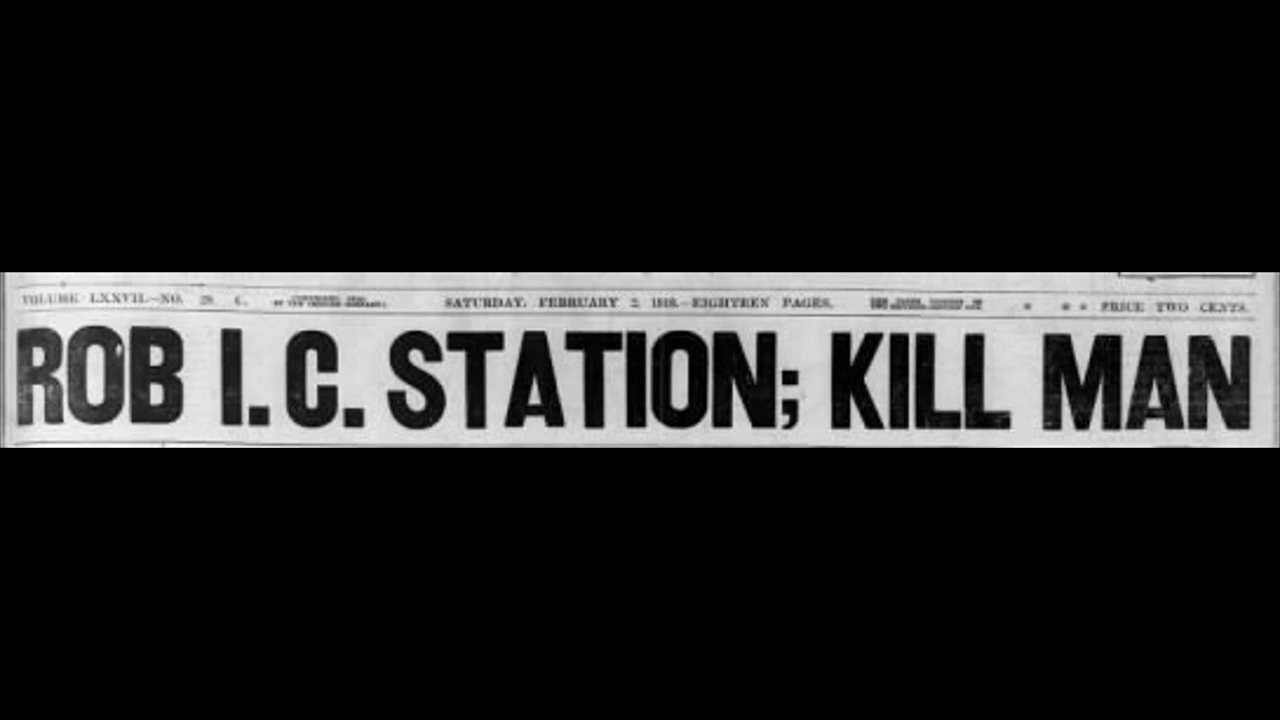 VOLUME LXXVII.—NO. 29 C. SATURDAY, FEBRUARY 2, 1918.—EIGHTEEN PAGES. * * * PRICE TWO CENTS.
ROB I.C. STATION; KILL MAN